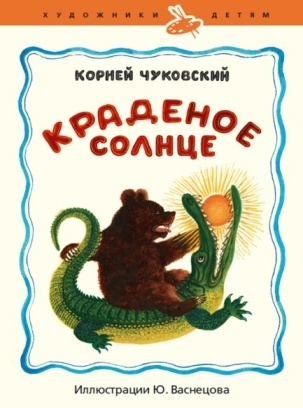 ХУДОЖНИКИ ДЕТЯМ
КОРНЕЙ ЧУКОВСКИЙ
КРАДЕНОЕ
СОЛНЦЕ
Иллюстрации Ю. Васнецова